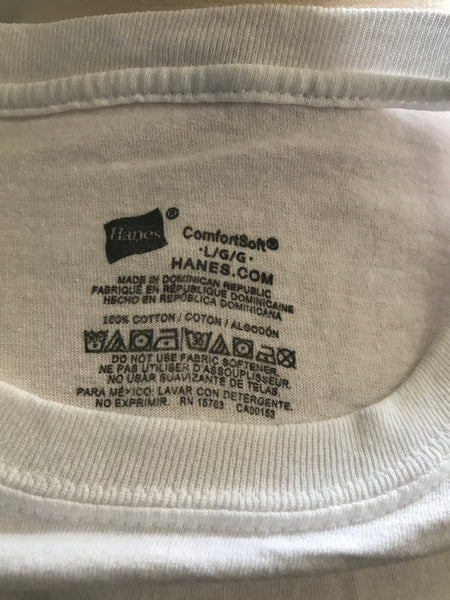 Hanes®
ComfortSoft®
·L/G/G·
HANES.COM
MADE IN DOMINICAN REPUBLIC
FABRIQUÉ EN RÉPUBLIQUE DOMINICAINE
HECHO EN REPÚBLICA DOMINICANA
100% COTTON / COTON / ALGODÓN
DO NOT USE FABRIC SOFTENER.
NE PAS UTILISER D'ASSOUPLISSEUR.
NO USAR SUAVIZANTE DE TELAS.
PARA MÉXICO: LAVAR CON DETERGENTE.
NO EXPRIMIR. RN 15763 CA00153